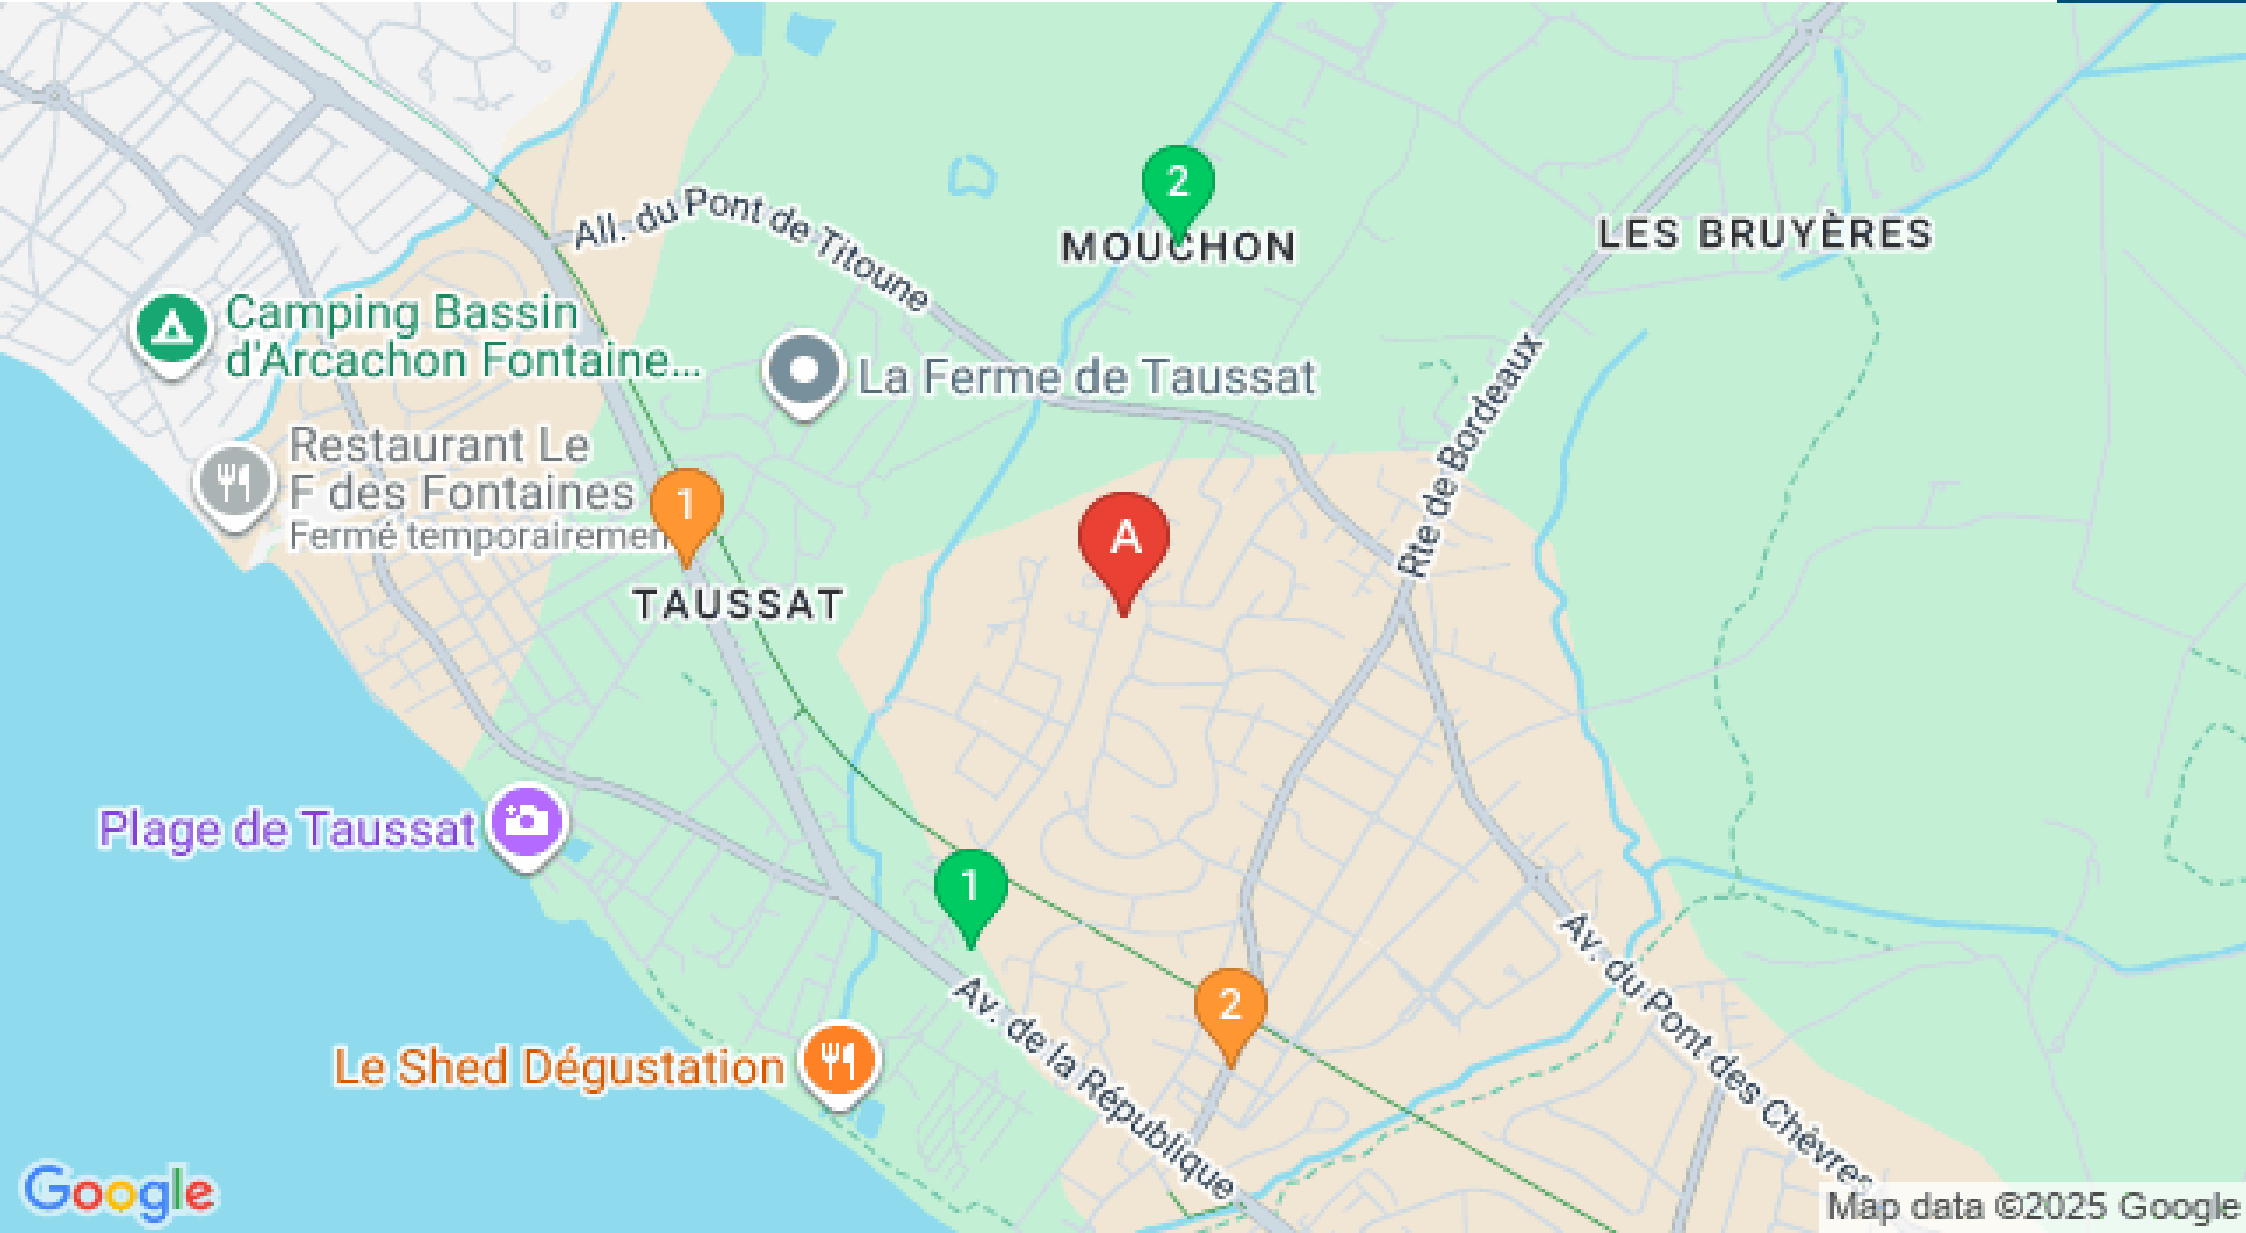 2
MOUCHON
LES BRUYÈRES
All. du Pont de Titoune
Camping Bassin
d'Arcachon Fontaine...
La Ferme de Taussat
Rte de Bordeaux
Restaurant Le
F des Fontaines
Fermé temporairemen
1
A
TAUSSAT
Plage de Taussat
1
Av. du Pont des Chèvres
2
Av. de la République
Le Shed Dégustation
Google
Map data ©2025 Google